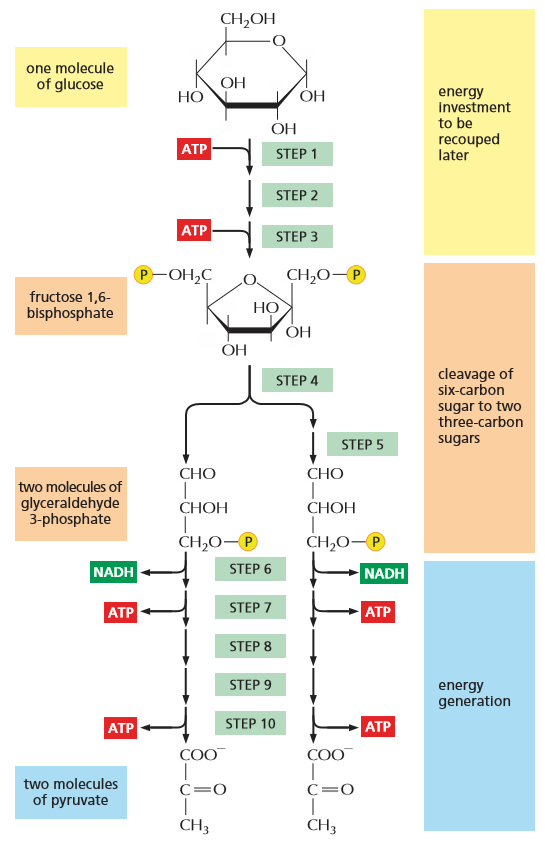 CH₂OH
O
one molecule
of glucose
OH
HO
OH
OH
energy
investment
to be
recouped
later
ATP
STEP 1
STEP 2
ATP
STEP 3
P–OH₂C
O
CH₂O–P
fructose 1,6-
bisphosphate
HO
OH
OH
STEP 4
cleavage of
six-carbon
sugar to two
three-carbon
sugars
STEP 5
CHO
CHO
two molecules of
glyceraldehyde
3-phosphate
CHOH
CHOH
CH₂O–P
CH₂O–P
NADH
STEP 6
NADH
ATP
STEP 7
ATP
STEP 8
STEP 9
energy
generation
ATP
STEP 10
ATP
COO⁻
COO⁻
two molecules
of pyruvate
C=O
C=O
CH₃
CH₃